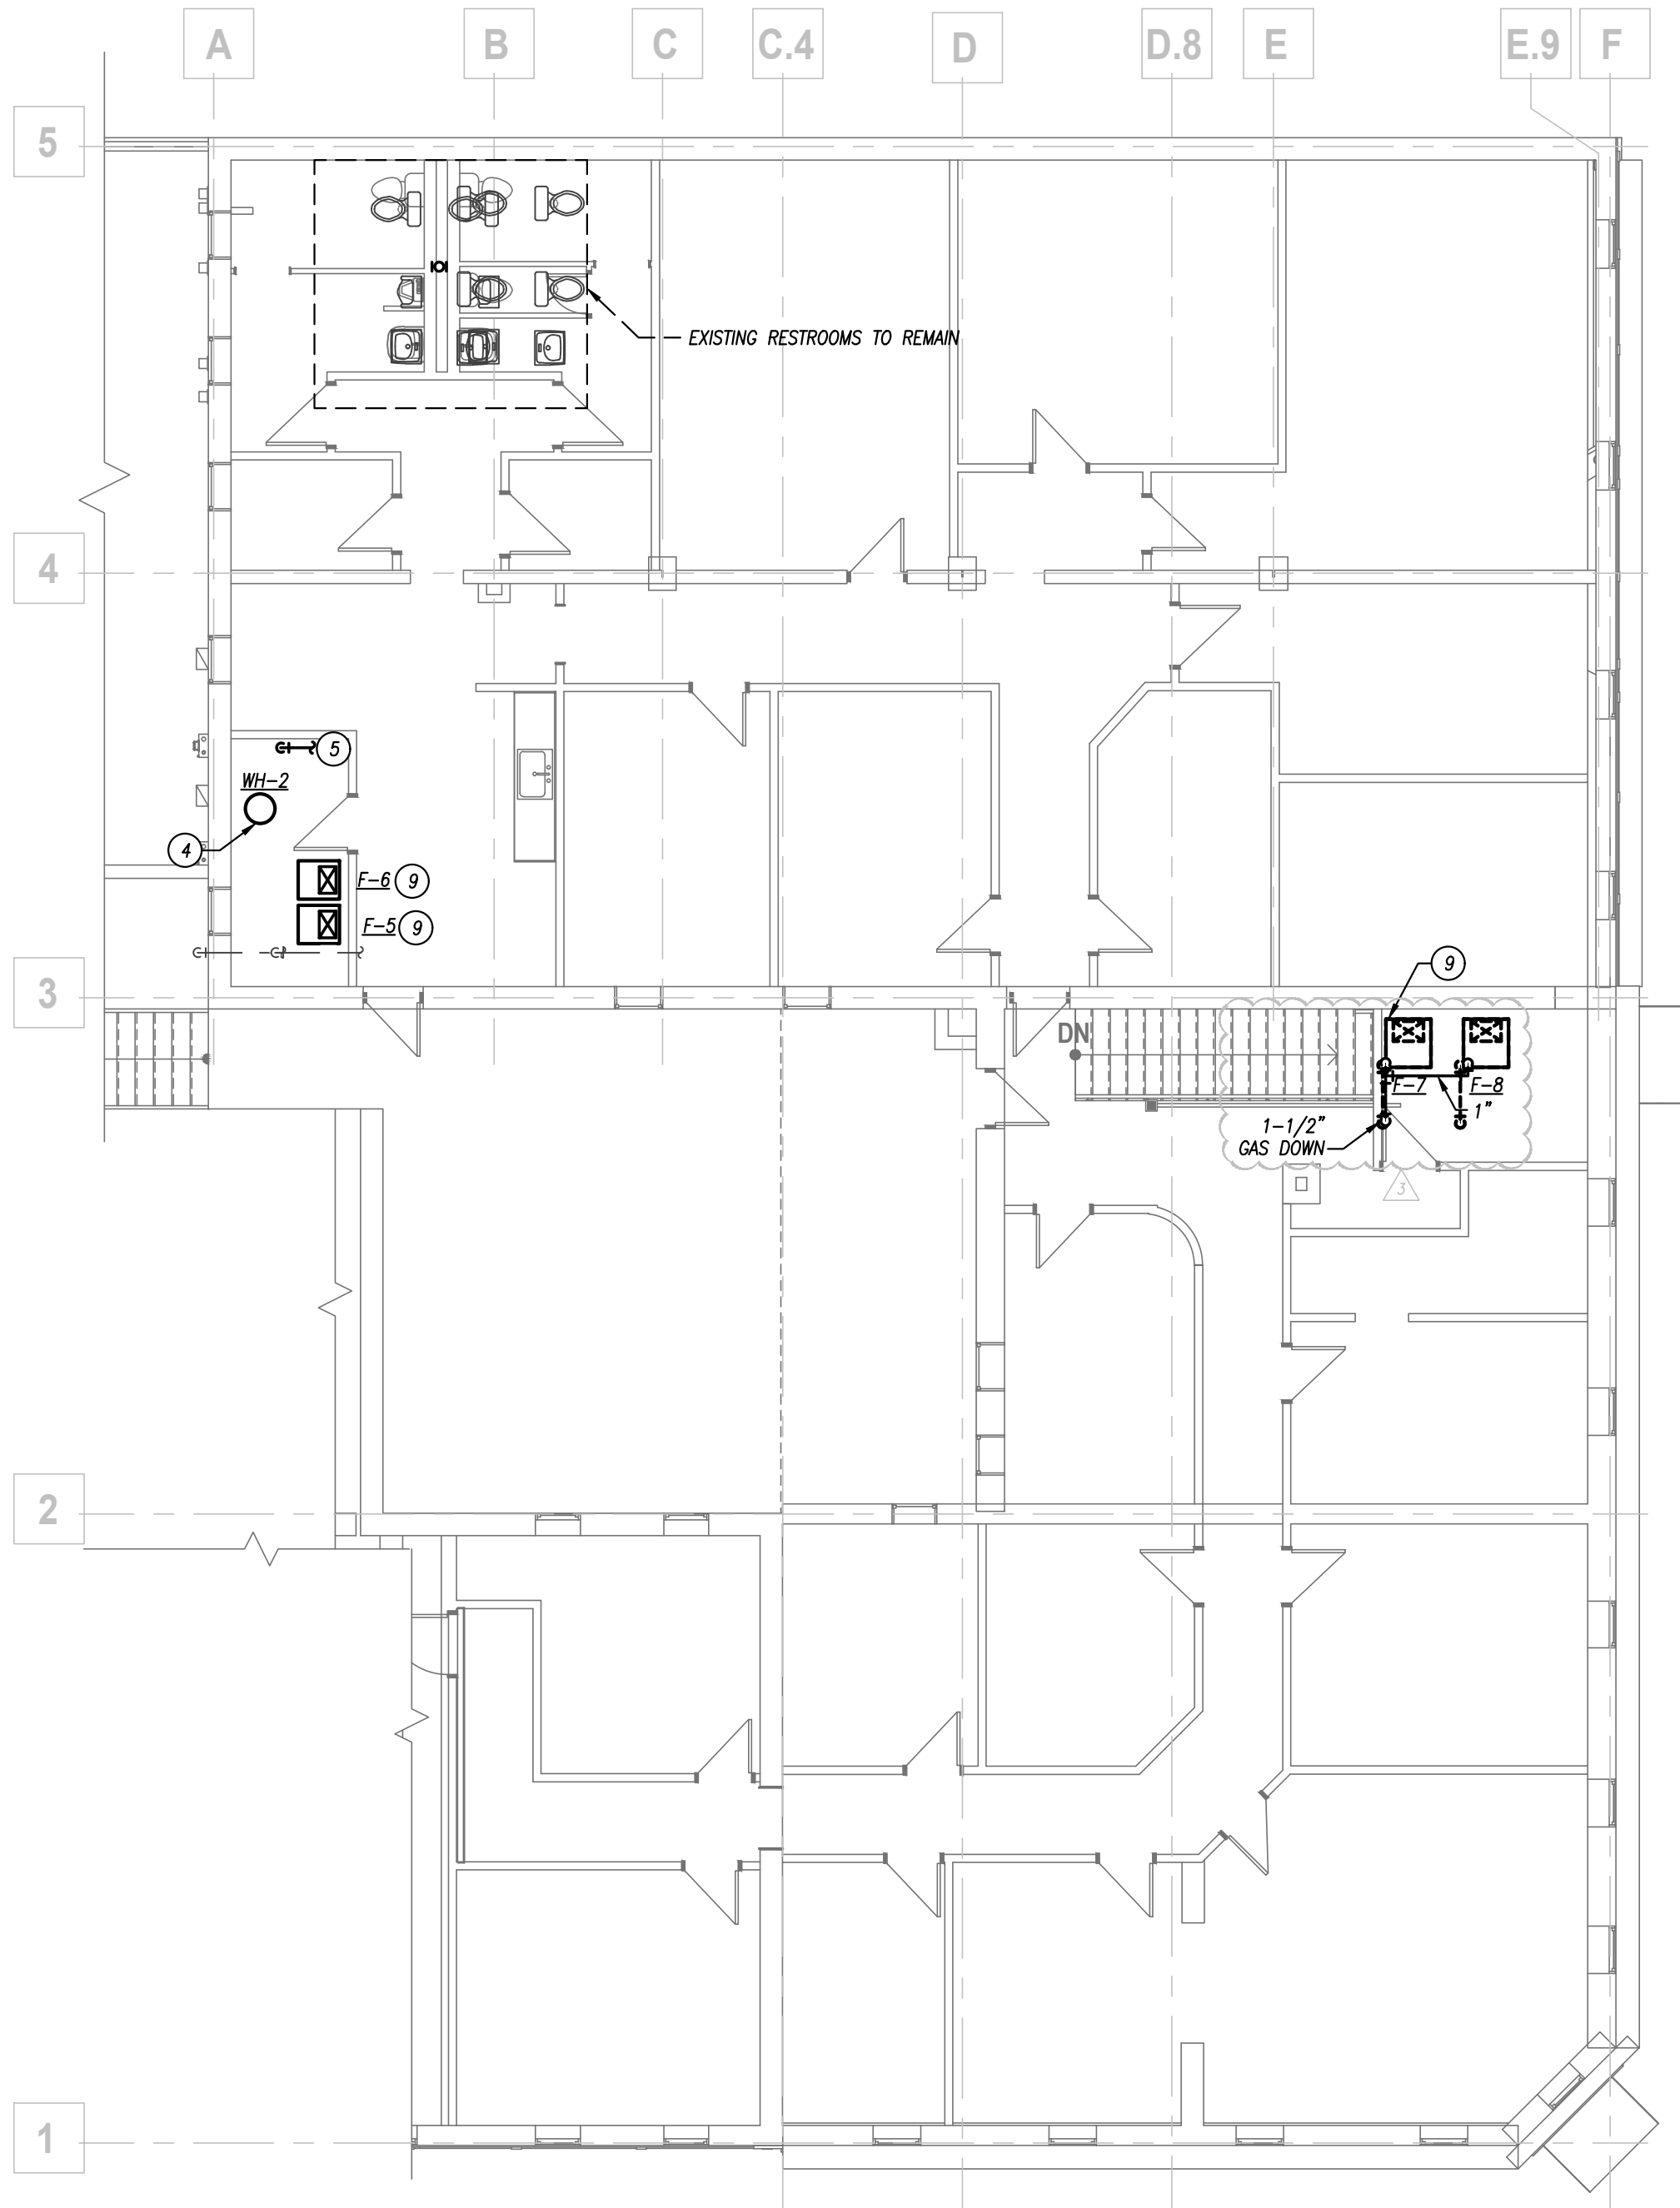 A
B
C
C.4
D
D.8
E
E.9
F
5
EXISTING RESTROOMS TO REMAIN
4
5
WH-2
4
F-6 9
F-5 9
3
9
DN
F-7
F-8
1"
1-1/2"
GAS DOWN
3
2
1